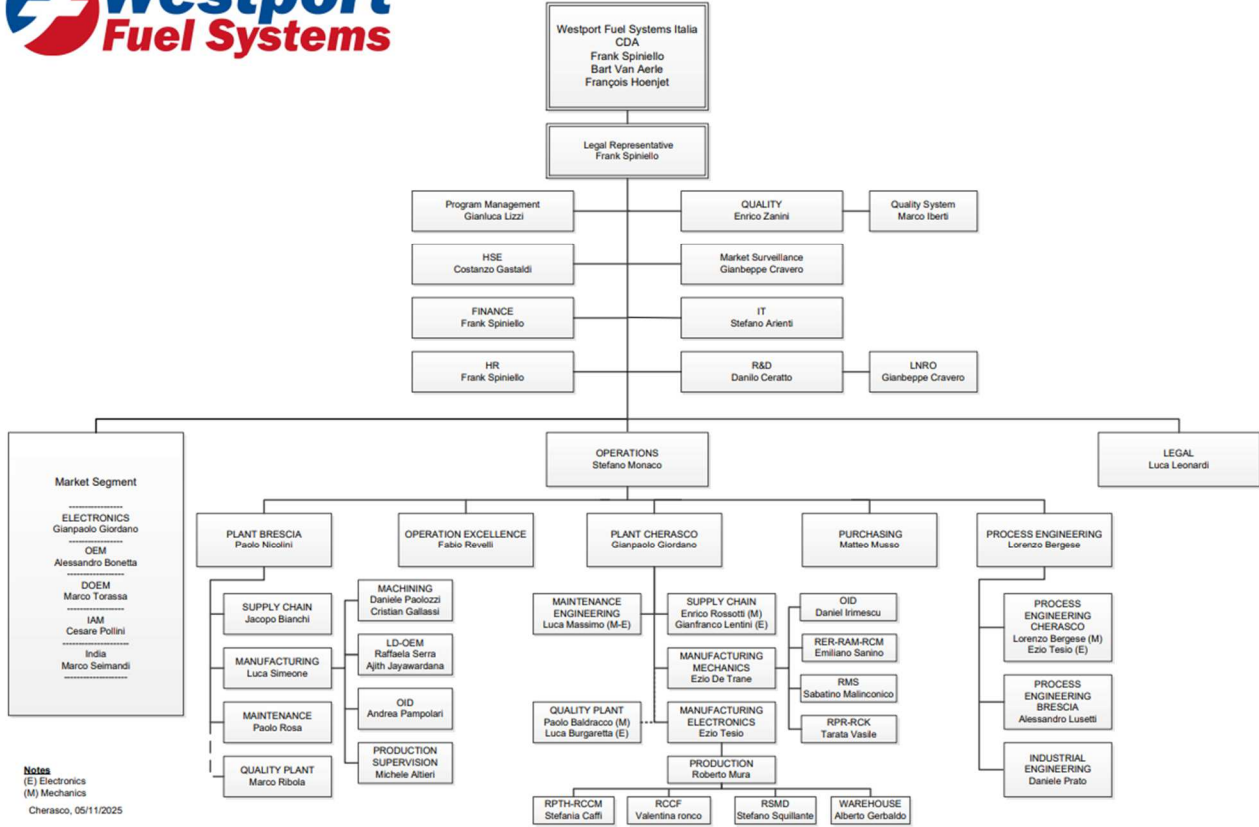 Westport
Fuel Systems
Westport Fuel Systems Italia
CDA
Frank Spiniello
Bart Van Aerle
François Hoenjet
Legal Representative
Frank Spiniello
Program Management
Gianluca Lizzi
QUALITY
Enrico Zanini
Quality System
Marco Iberti
HSE
Costanzo Gastaldi
Market Surveillance
Gianbeppe Cravero
FINANCE
Frank Spiniello
IT
Stefano Arienti
HR
Frank Spiniello
R&D
Danilo Ceratto
LNRO
Gianbeppe Cravero
Market Segment
--------------------
ELECTRONICS
Gianpaolo Giordano
--------------------
OEM
Alessandro Bonetta
--------------------
DOEM
Marco Torassa
--------------------
IAM
Cesare Pollini
--------------------
India
Marco Seimandi
--------------------
OPERATIONS
Stefano Monaco
LEGAL
Luca Leonardi
PLANT BRESCIA
Paolo Nicolini
OPERATION EXCELLENCE
Fabio Revelli
PLANT CHERASCO
Gianpaolo Giordano
PURCHASING
Matteo Musso
PROCESS ENGINEERING
Lorenzo Bergese
SUPPLY CHAIN
Jacopo Bianchi
MANUFACTURING
Luca Simeone
MAINTENANCE
Paolo Rosa
QUALITY PLANT
Marco Ribola
MACHINING
Daniele Paolozzi
Cristian Gallassi
LD-OEM
Raffaela Serra
Ajith Jayawardana
OID
Andrea Pampolari
PRODUCTION
SUPERVISION
Michele Altieri
MAINTENANCE
ENGINEERING
Luca Massimo (M-E)
QUALITY PLANT
Paolo Baldracco (M)
Luca Burgaretta (E)
SUPPLY CHAIN
Enrico Rossotti (M)
Gianfranco Lentini (E)
MANUFACTURING
MECHANICS
Ezio De Trane
MANUFACTURING
ELECTRONICS
Ezio Tesio
PRODUCTION
Roberto Mura
RPTH-RCCM
Stefania Caffi
RCCF
Valentina ronco
RSMD
Stefano Squillante
WAREHOUSE
Alberto Gerbaldo
OID
Daniel Irimescu
RER-RAM-RCM
Emiliano Sanino
RMS
Sabatino Malinconico
RPR-RCK
Tarata Vasile
PROCESS
ENGINEERING
CHERASCO
Lorenzo Bergese (M)
Ezio Tesio (E)
PROCESS
ENGINEERING
BRESCIA
Alessandro Lusetti
INDUSTRIAL
ENGINEERING
Daniele Prato
Notes
(E) Electronics
(M) Mechanics
Cherasco, 05/11/2025